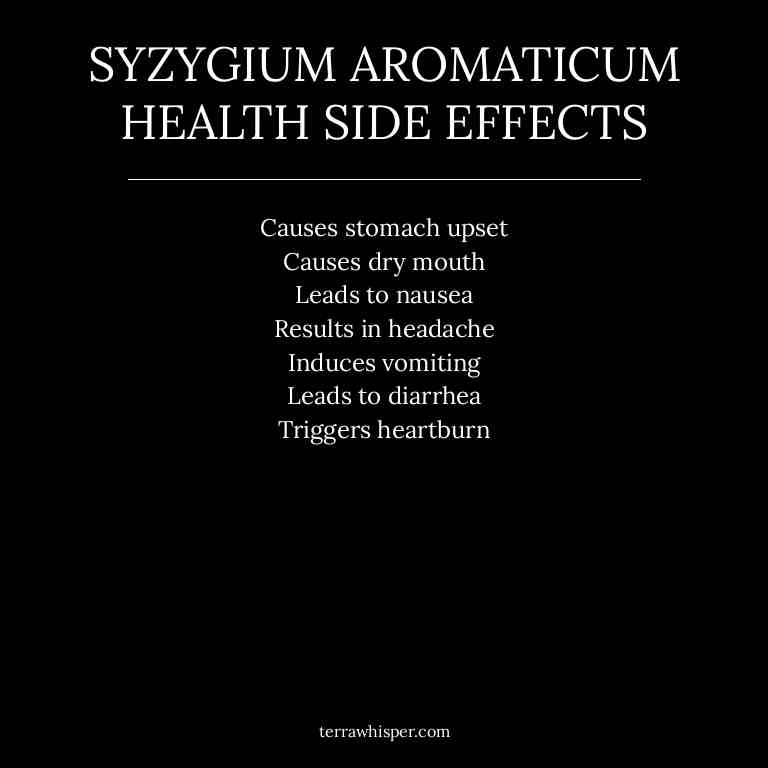 SYZYGIUM AROMATICUM
HEALTH SIDE EFFECTS
Causes stomach upset
Causes dry mouth
Leads to nausea
Results in headache
Induces vomiting
Leads to diarrhea
Triggers heartburn
terrawhisper.com